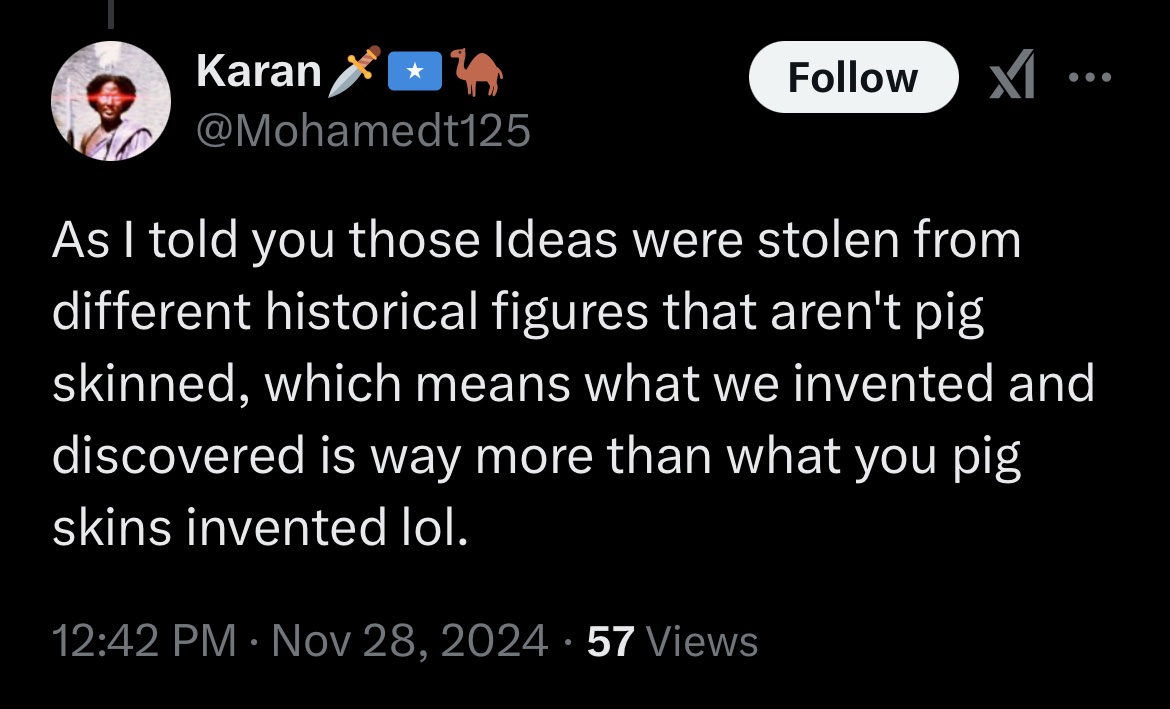 Karan🗡️🇸🇴🐪
@Mohamedt125
Follow
As I told you those Ideas were stolen from
different historical figures that aren't pig
skinned, which means what we invented and
discovered is way more than what you pig
skins invented lol.
12:42 PM · Nov 28, 2024 · 57 Views